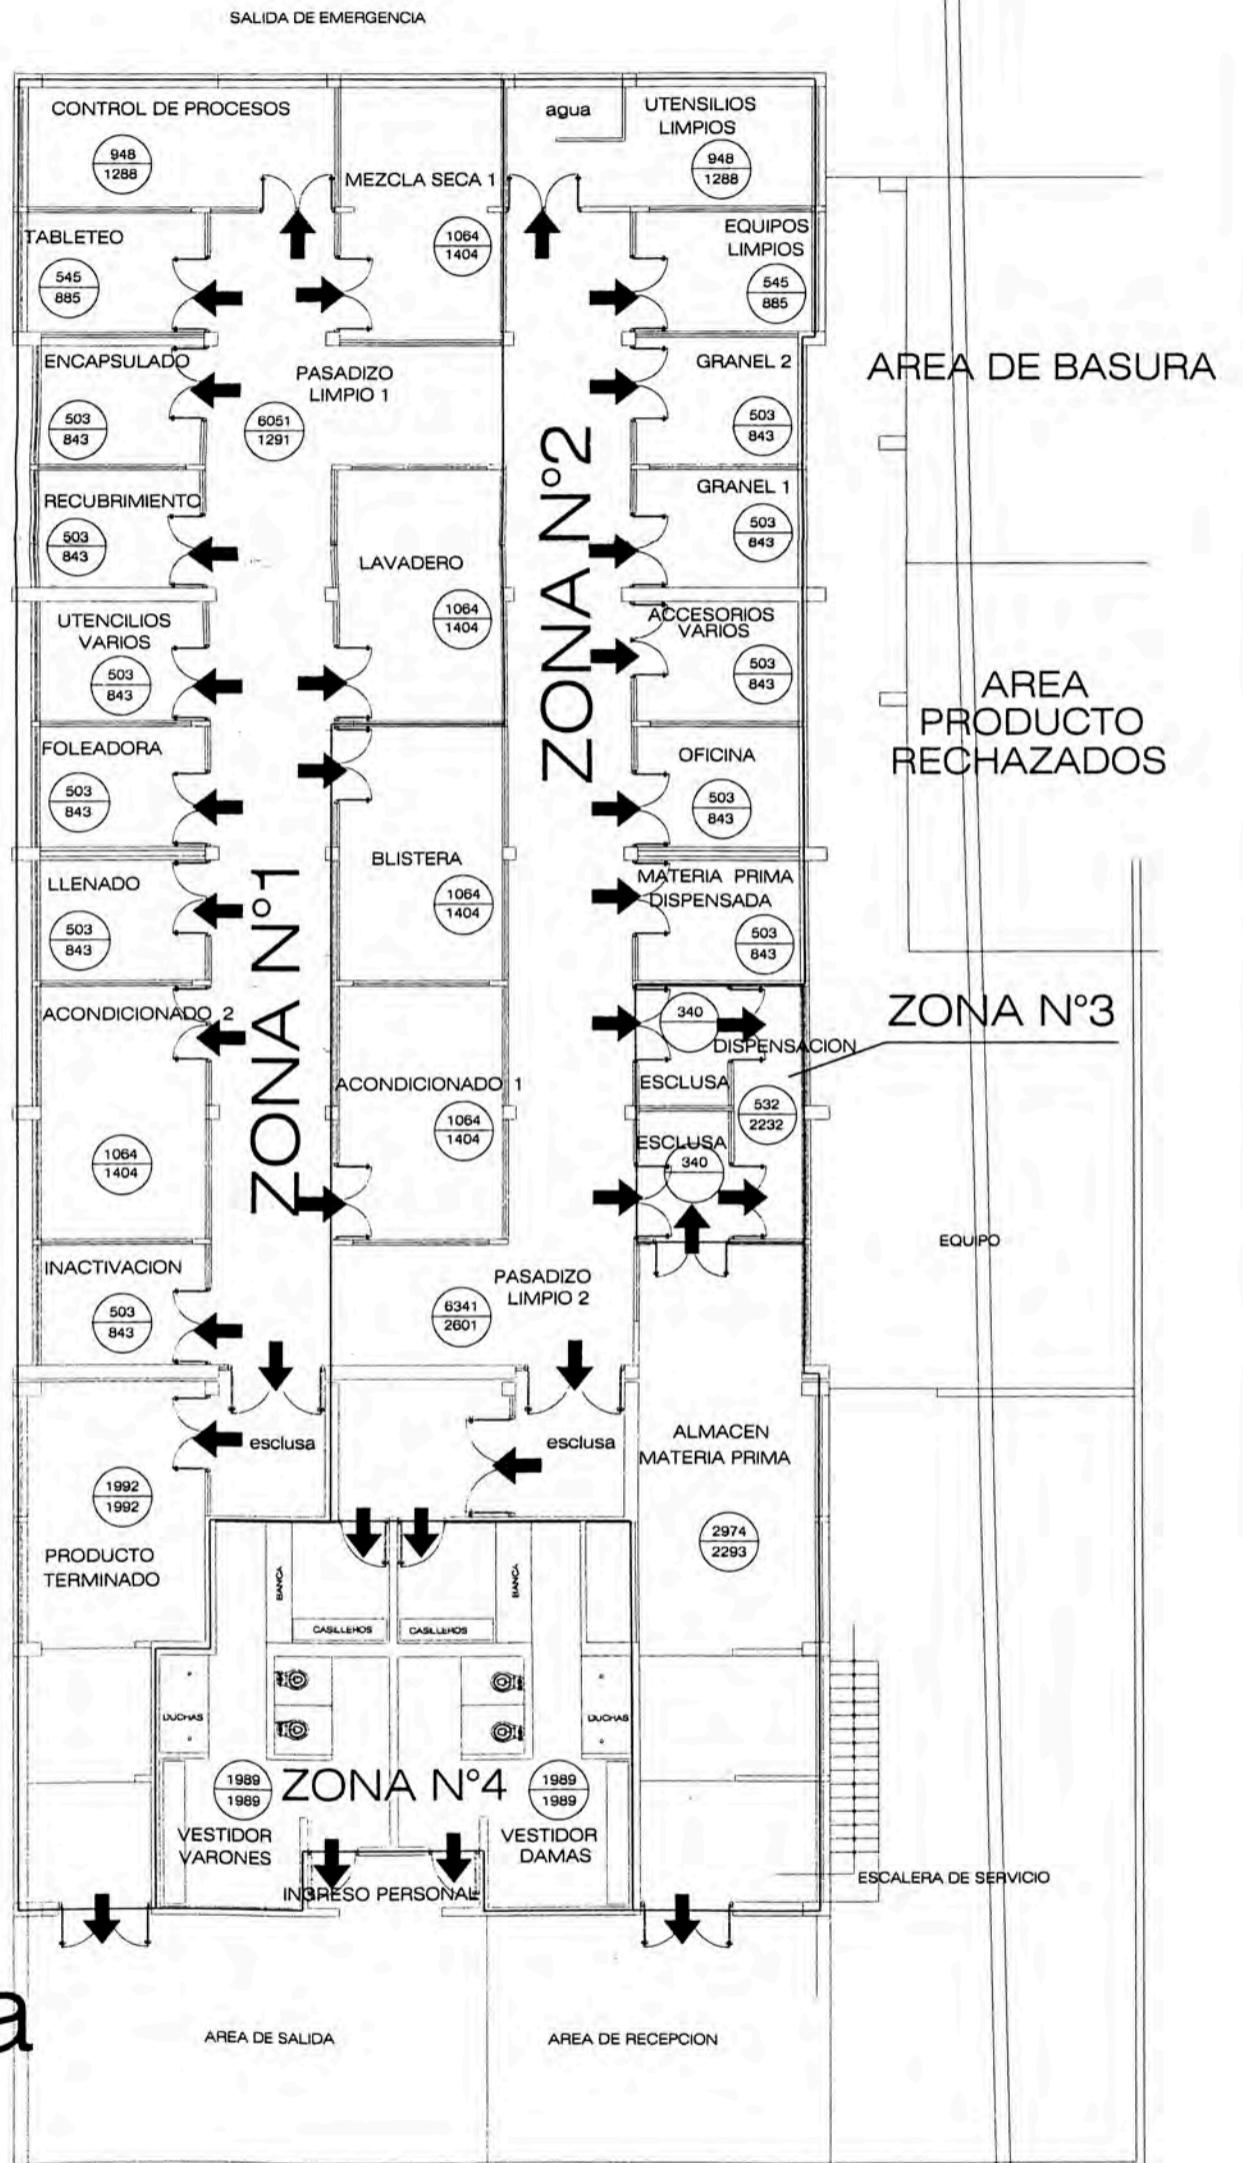 SALIDA DE EMERGENCIA
CONTROL DE PROCESOS
948
1288
MEZCLA SECA 1
1064
1404
agua
UTENSILIOS
LIMPIOS
948
1288
TABLETEO
545
885
EQUIPOS
LIMPIOS
545
885
ENCAPSULADO
503
843
PASADIZO
LIMPIO 1
6051
1291
GRANEL 2
503
843
AREA DE BASURA
RECUBRIMIENTO
503
843
LAVADERO
1064
1404
ZONA N°2
GRANEL 1
503
843
UTENCILIOS
VARIOS
503
843
ACCESORIOS
VARIOS
503
843
AREA
PRODUCTO
RECHAZADOS
FOLEADORA
503
843
BLISTERA
1064
1404
OFICINA
503
843
LLENADO
503
843
ZONA N°1
MATERIA PRIMA
DISPENSADA
503
843
ACONDICIONADO 2
1064
1404
ACONDICIONADO 1
1064
1404
340
ESCLUSA
DISPENSACION
532
2232
ZONA N°3
ESCLUSA
340
EQUIPO
INACTIVACION
503
843
PASADIZO
LIMPIO 2
6341
2601
esclusa
esclusa
ALMACEN
MATERIA PRIMA
2974
2293
1992
1992
PRODUCTO
TERMINADO
BANCA
BANCA
CASILLEROS
CASILLEROS
DUCHAS
DUCHAS
1989
1989
ZONA N°4
1989
1989
VESTIDOR
VARONES
VESTIDOR
DAMAS
INGRESO PERSONAL
ESCALERA DE SERVICIO
a
AREA DE SALIDA
AREA DE RECEPCION